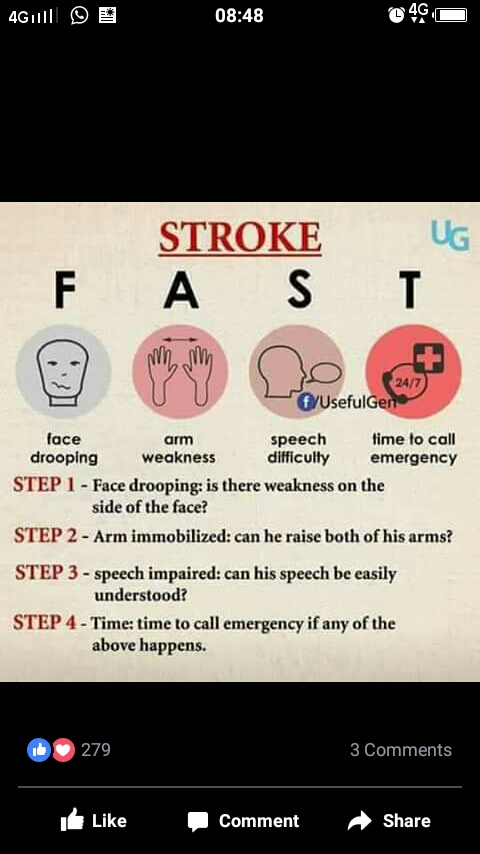 4G 08:48 4G
STROKE UG
F A S T
24/7
f/UsefulGen
face arm speech time to call
drooping weakness difficulty emergency
STEP 1 - Face drooping: is there weakness on the
side of the face?
STEP 2 - Arm immobilized: can he raise both of his arms?
STEP 3 - speech impaired: can his speech be easily
understood?
STEP 4 - Time: time to call emergency if any of the
above happens.
279 3 Comments
Like Comment Share